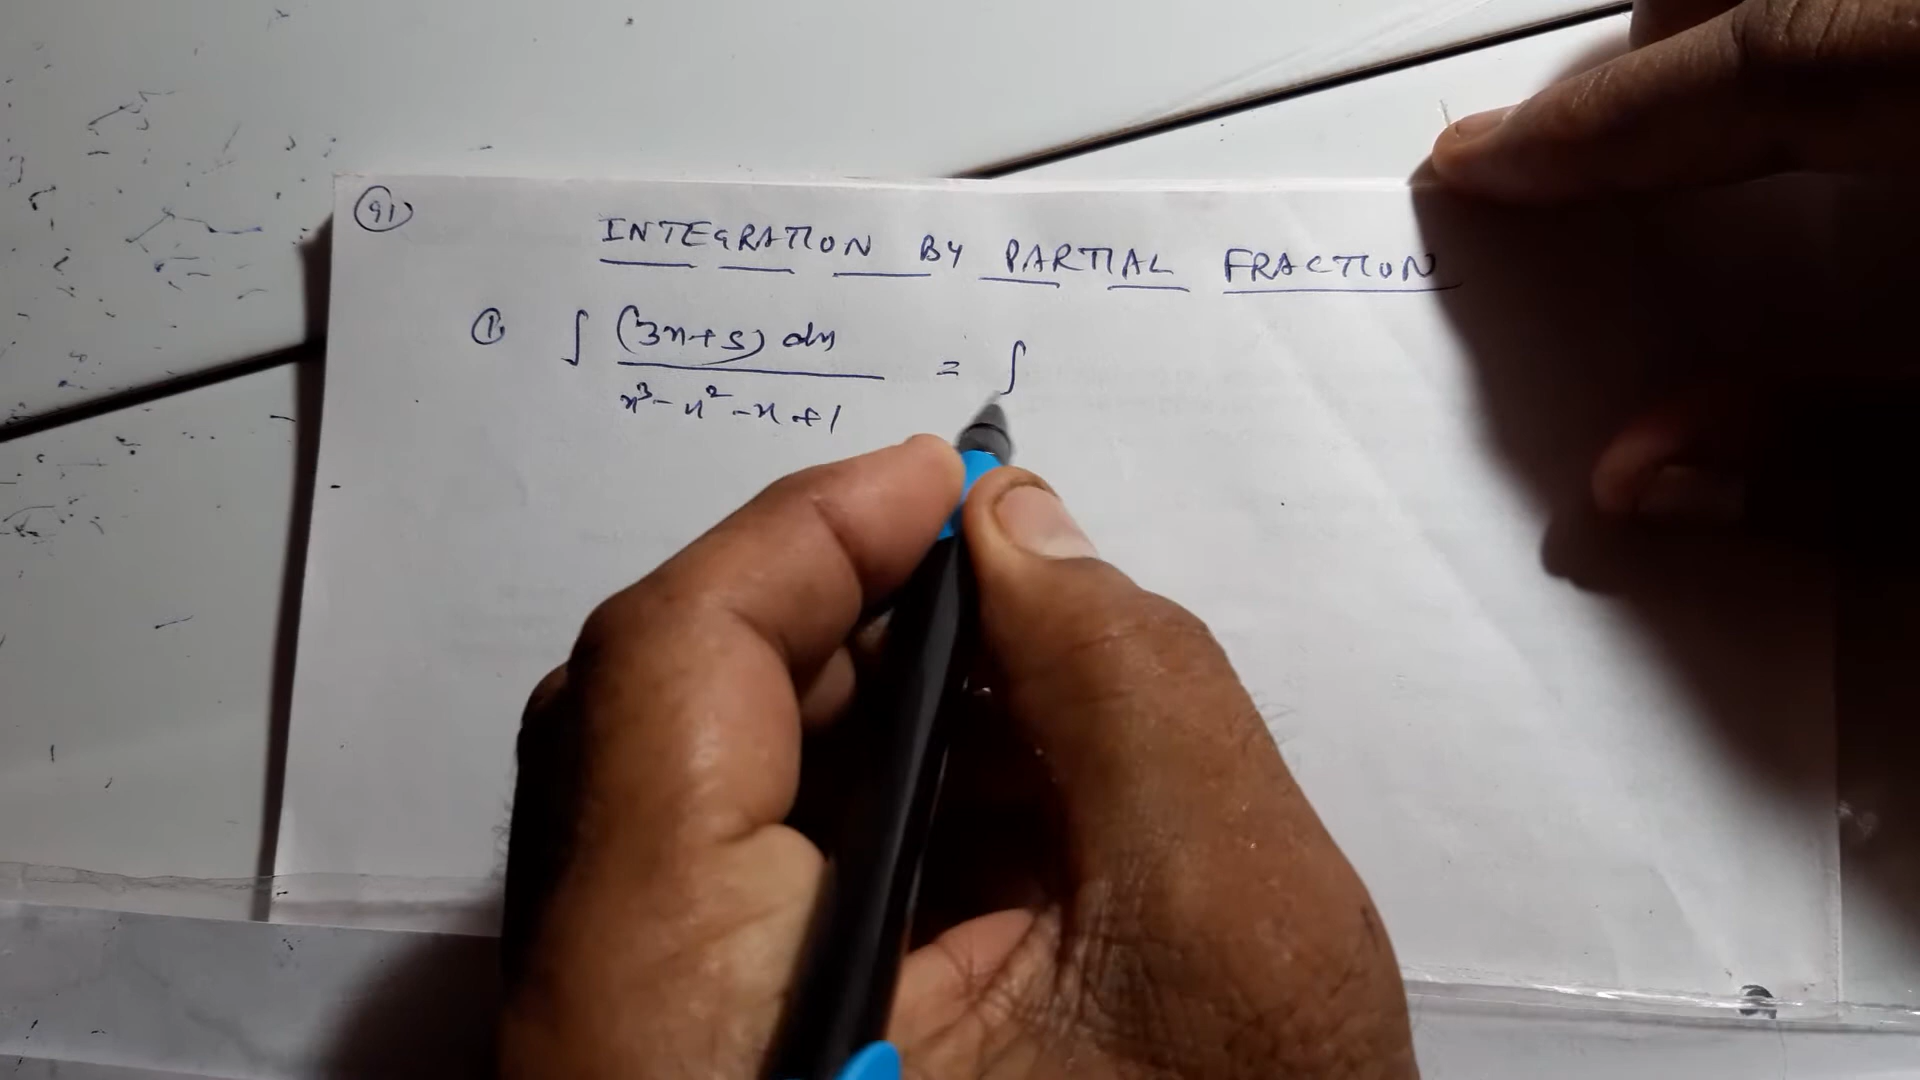 91
INTEGRATION BY PARTIAL FRACTION
① ∫ (3x+5) dx / x³ - x² - x + 1 = ∫